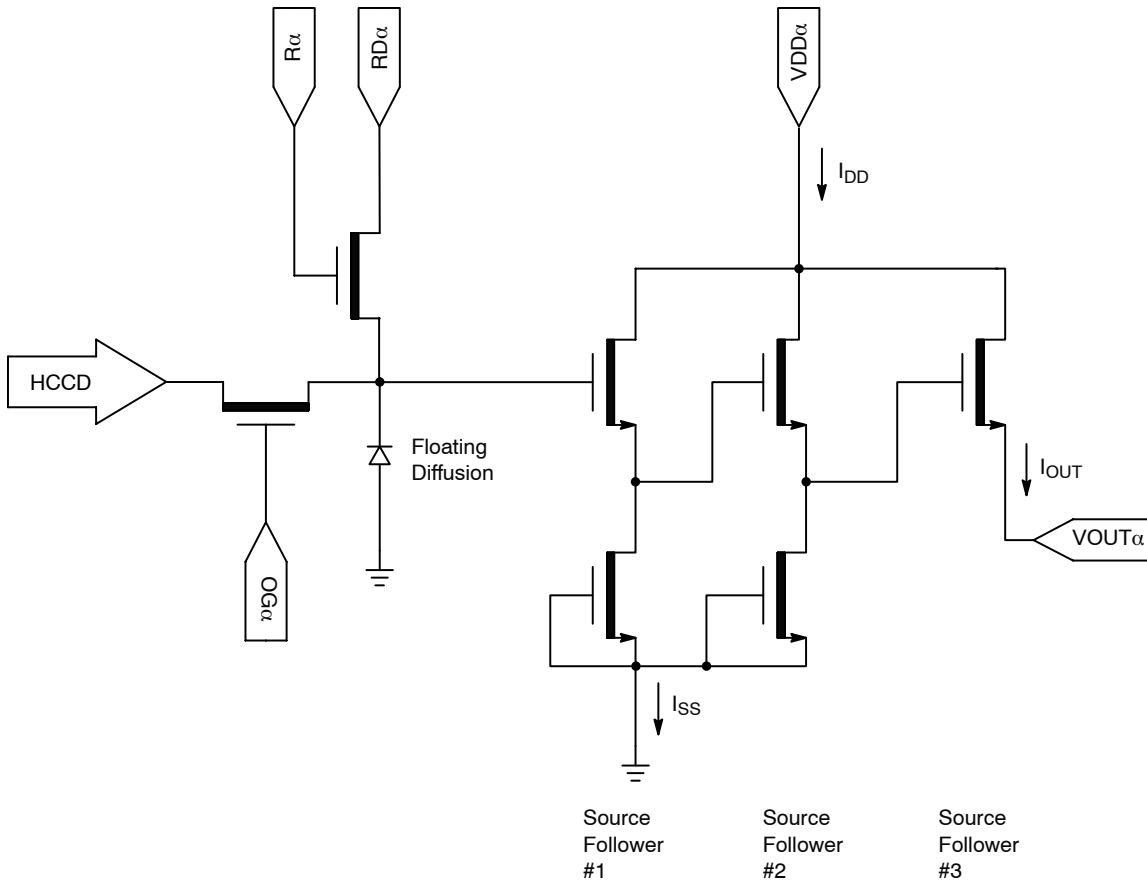 Rα
RDα
VDDα
IDD
HCCD
Floating
Diffusion
IOUT
VOUTα
OGα
ISS
Source
Follower
#1
Source
Follower
#2
Source
Follower
#3